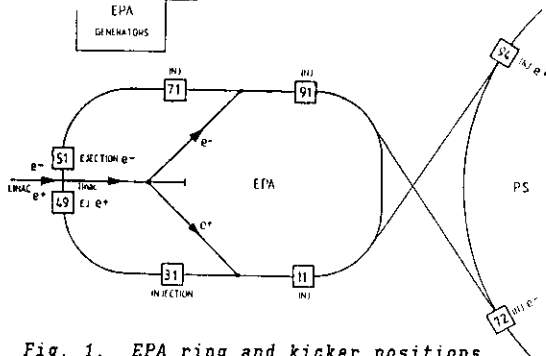 EPA
GENERATORS
INJ
71
INJ
91
94
INJ e+
51
EJECTION e-
e-
e-
LINAC
e+
linac
49
EJ e+
EPA
PS
e+
31
INJECTION
11
INJ
72
INJ e-
Fig. 1. EPA ring and kicker positions